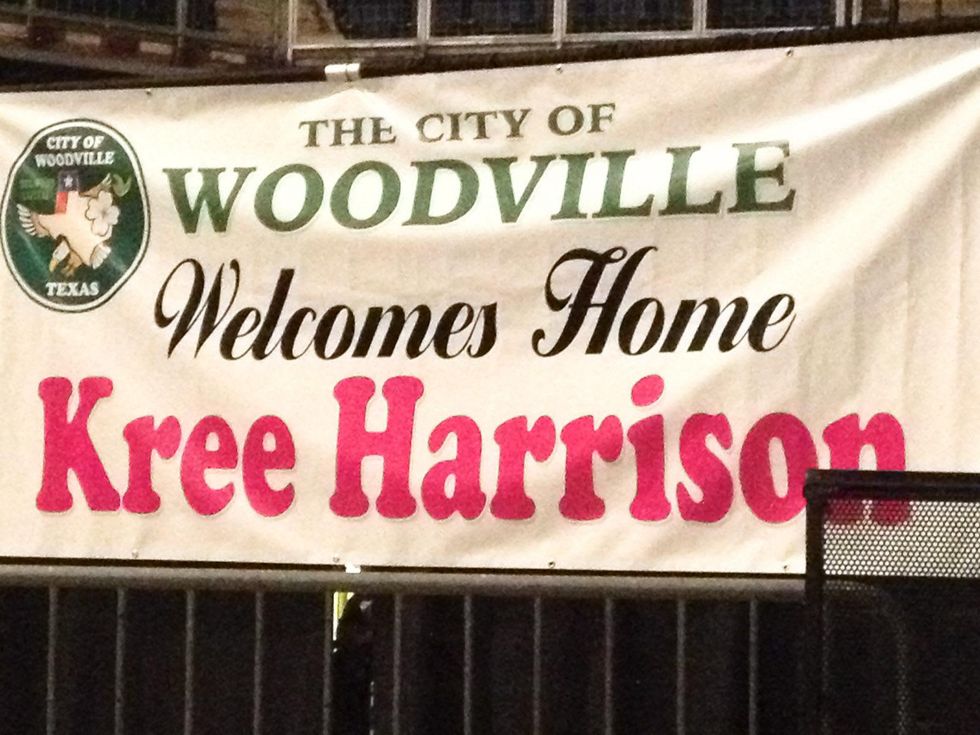 CITY OF
WOODVILLE
TEXAS
THE CITY OF
WOODVILLE
Welcomes Home
Kree Harrison